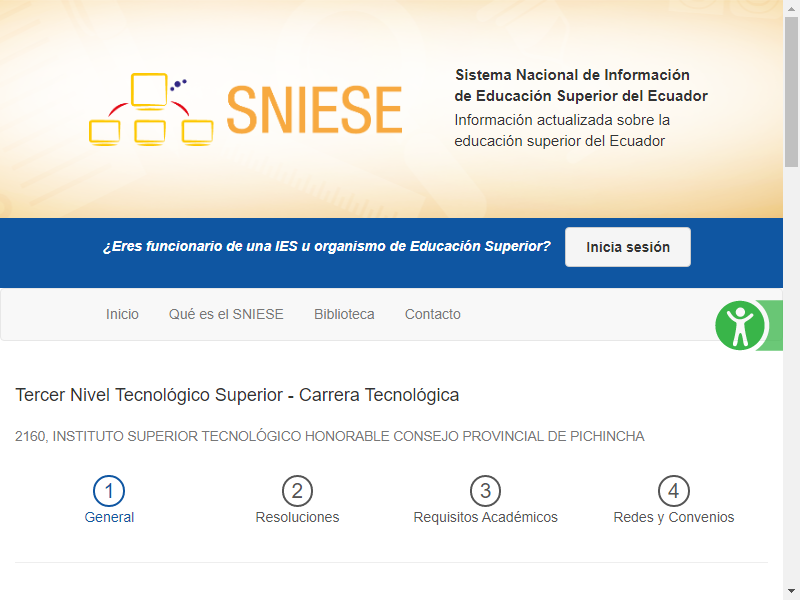 SNIESE
Sistema Nacional de Información
de Educación Superior del Ecuador
Información actualizada sobre la
educación superior del Ecuador
¿Eres funcionario de una IES u organismo de Educación Superior?
Inicia sesión
Inicio
Qué es el SNIESE
Biblioteca
Contacto
Tercer Nivel Tecnológico Superior - Carrera Tecnológica
2160, INSTITUTO SUPERIOR TECNOLÓGICO HONORABLE CONSEJO PROVINCIAL DE PICHINCHA
1
General
2
Resoluciones
3
Requisitos Académicos
4
Redes y Convenios